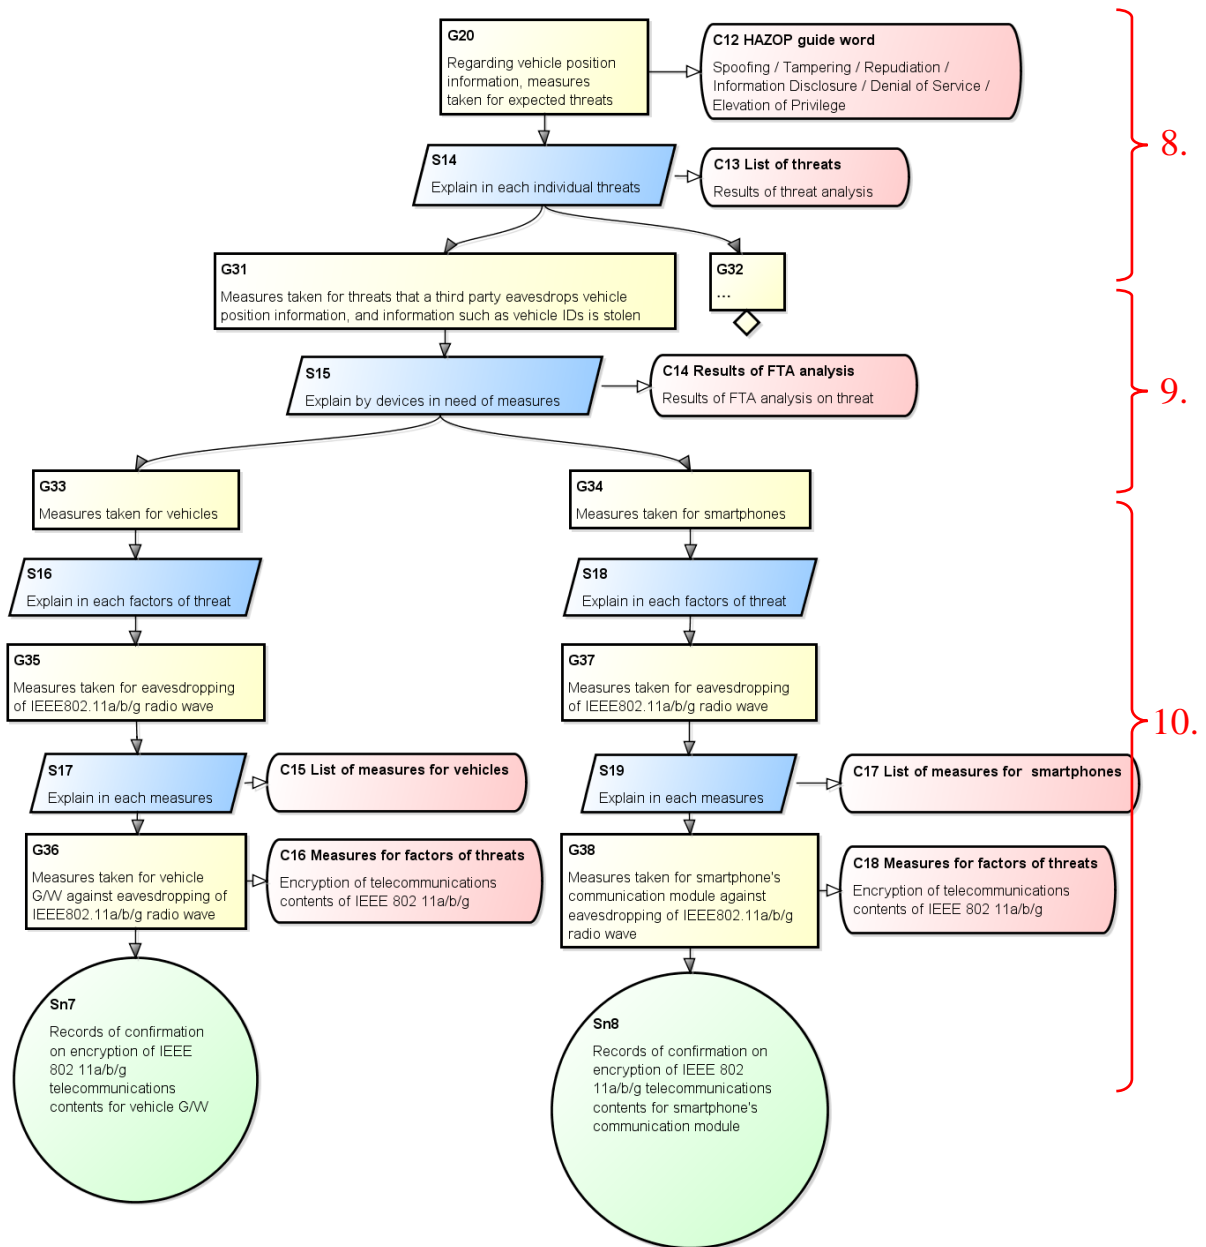 G20
Regarding vehicle position
information, measures
taken for expected threats
C12 HAZOP guide word
Spoofing / Tampering / Repudiation /
Information Disclosure / Denial of Service /
Elevation of Privilege
8.
S14
Explain in each individual threats
C13 List of threats
Results of threat analysis
G31
Measures taken for threats that a third party eavesdrops vehicle
position information, and information such as vehicle IDs is stolen
G32
...
S15
Explain by devices in need of measures
C14 Results of FTA analysis
Results of FTA analysis on threat
9.
G33
Measures taken for vehicles
G34
Measures taken for smartphones
S16
Explain in each factors of threat
S18
Explain in each factors of threat
G35
Measures taken for eavesdropping
of IEEE802.11a/b/g radio wave
G37
Measures taken for eavesdropping
of IEEE802.11a/b/g radio wave
10.
S17
Explain in each measures
C15 List of measures for vehicles
S19
Explain in each measures
C17 List of measures for  smartphones
G36
Measures taken for vehicle
G/W against eavesdropping of
IEEE802.11a/b/g radio wave
C16 Measures for factors of threats
Encryption of telecommunications
contents of IEEE 802 11a/b/g
G38
Measures taken for smartphone's
communication module against
eavesdropping of IEEE802.11a/b/g
radio wave
C18 Measures for factors of threats
Encryption of telecommunications
contents of IEEE 802 11a/b/g
Sn7
Records of confirmation
on encryption of IEEE
802 11a/b/g
telecommunications
contents for vehicle G/W
Sn8
Records of confirmation on
encryption of IEEE 802
11a/b/g telecommunications
contents for smartphone's
communication module